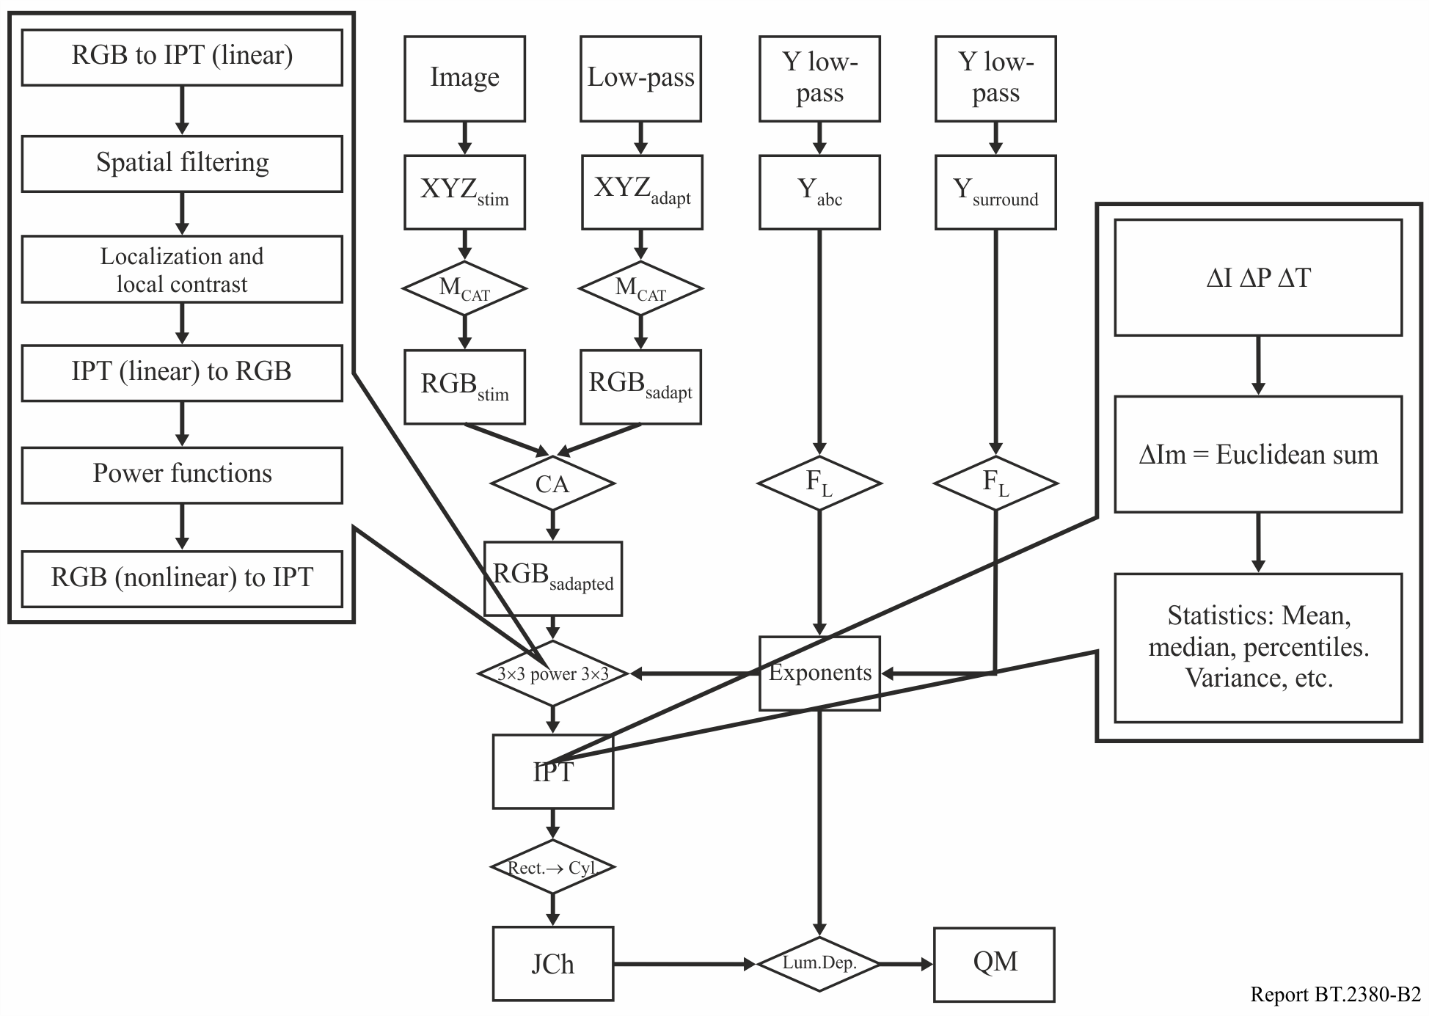 RGB to IPT (linear)
Spatial filtering
Localization and
local contrast
IPT (linear) to RGB
Power functions
RGB (nonlinear) to IPT
Image
Low-pass
Y low-
pass
Y low-
pass
XYZstim
XYZadapt
Yabc
Ysurround
MCAT
MCAT
RGBstim
RGBsadapt
CA
FL
FL
RGBsadapted
3×3 power 3×3
Exponents
IPT
Rect.→ Cyl.
JCh
Lum.Dep.
QM
ΔI ΔP ΔT
ΔIm = Euclidean sum
Statistics: Mean,
median, percentiles.
Variance, etc.
Report BT.2380-B2